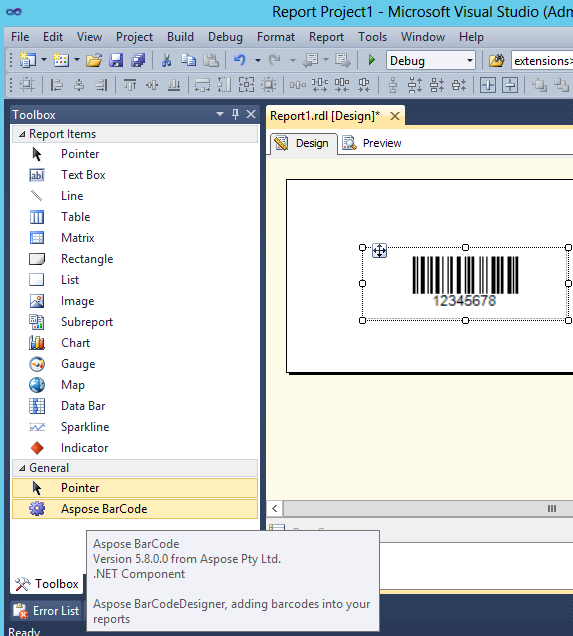 Report Project1 - Microsoft Visual Studio (Adm
File Edit View Project Build Debug Format Report Tools Window Help
Debug extensions>
Toolbox
Report Items
Pointer
Text Box
Line
Table
Matrix
Rectangle
List
Image
Subreport
Chart
Gauge
Map
Data Bar
Sparkline
Indicator
General
Pointer
Aspose BarCode
Report1.rdl [Design]*
Design Preview
12345678
Aspose BarCode
Version 5.8.0.0 from Aspose Pty Ltd.
.NET Component
Aspose BarCodeDesigner, adding barcodes into your
reports
Toolbox
Error List
Ready